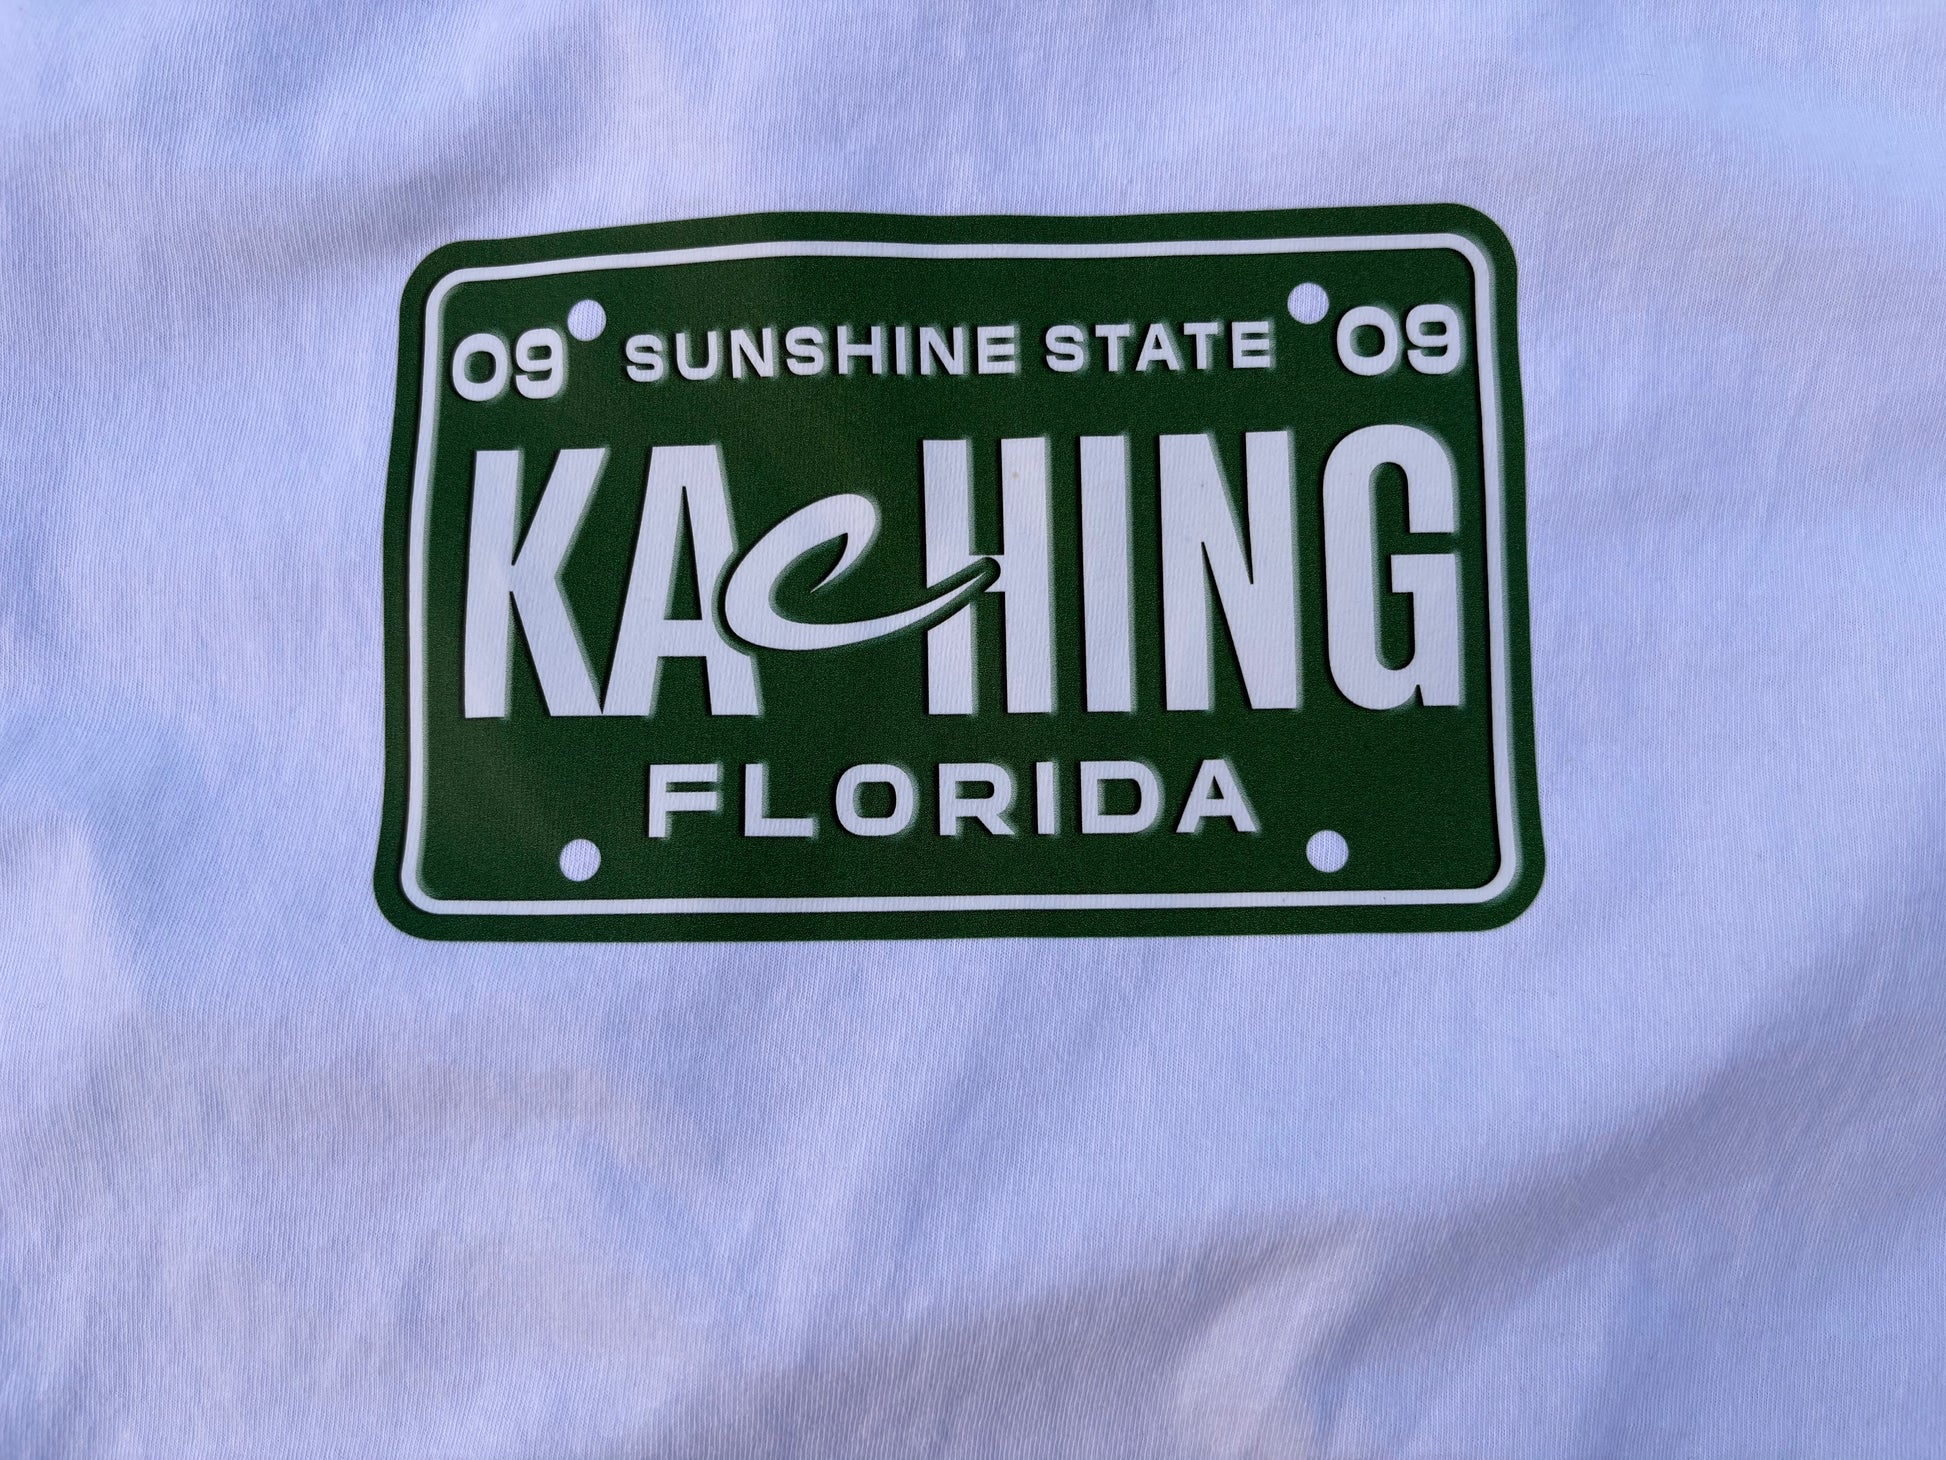 09 SUNSHINE STATE 09
KACHING
FLORIDA